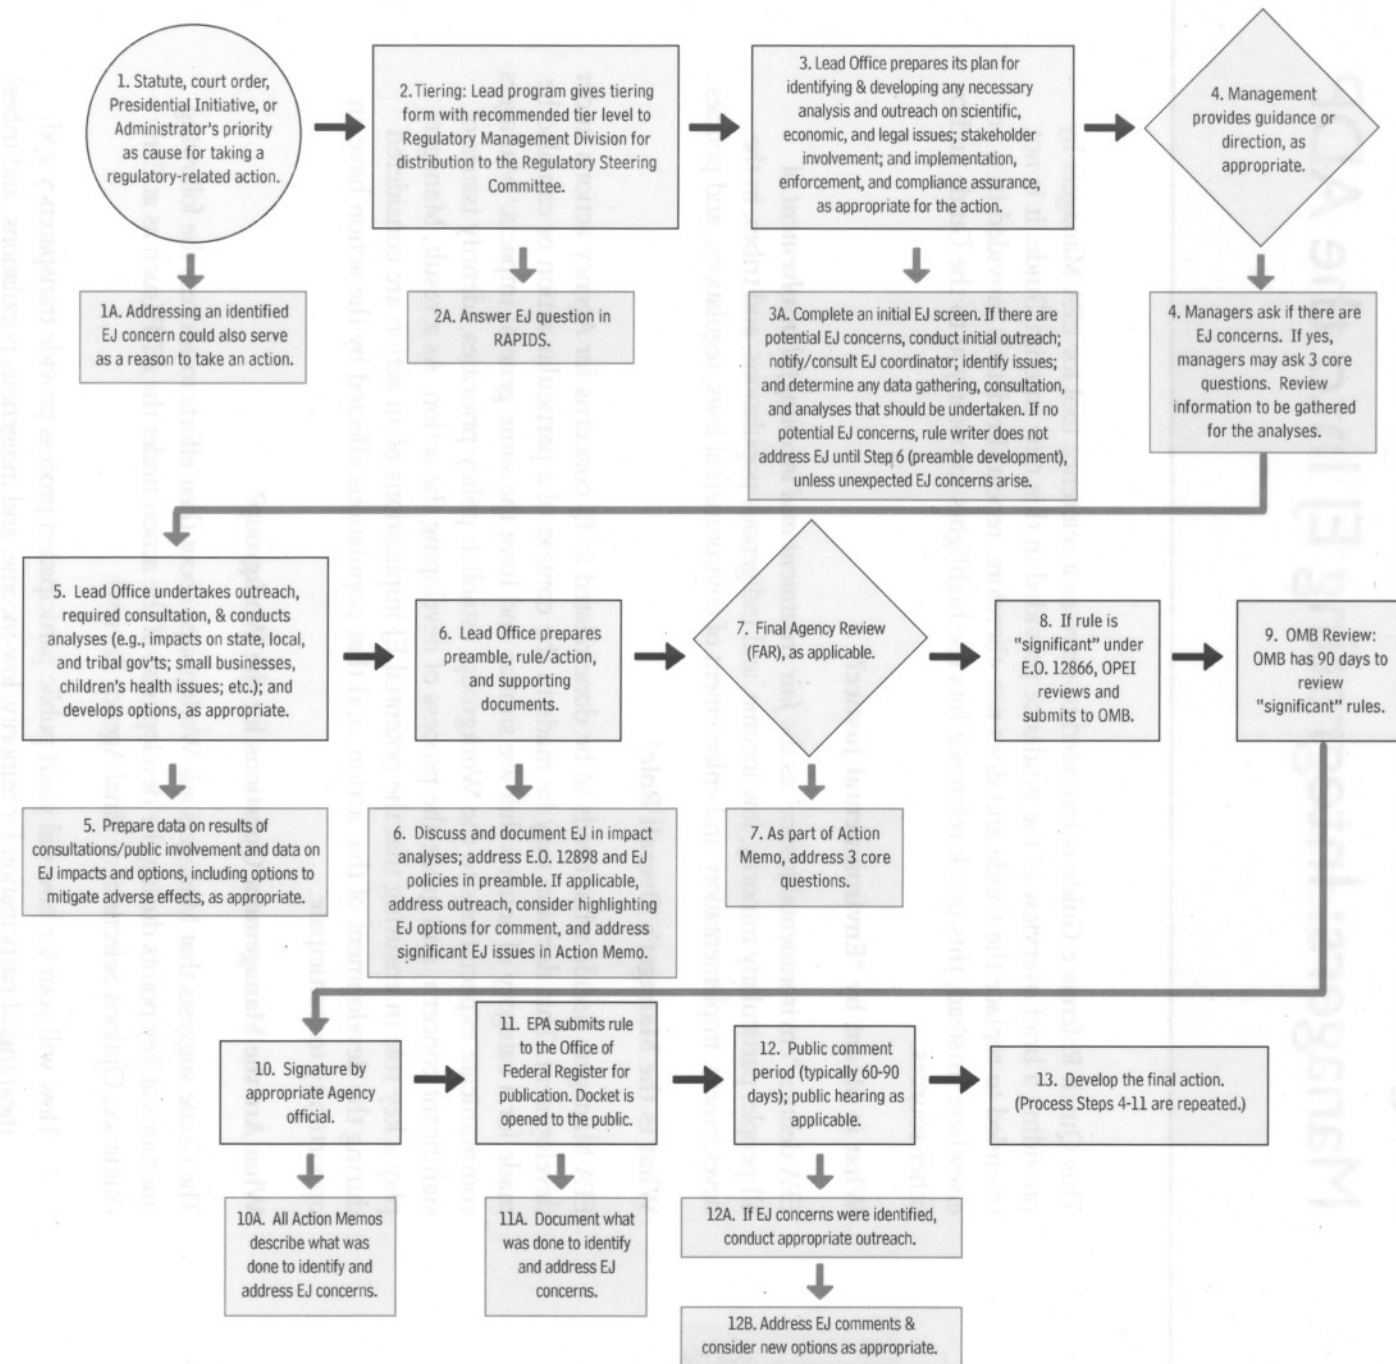 1. Statute, court order,
Presidential Initiative, or
Administrator's priority
as cause for taking a
regulatory-related action.
2. Tiering: Lead program gives tiering
form with recommended tier level to
Regulatory Management Division for
distribution to the Regulatory Steering
Committee.
3. Lead Office prepares its plan for
identifying & developing any necessary
analysis and outreach on scientific,
economic, and legal issues; stakeholder
involvement; and implementation,
enforcement, and compliance assurance,
as appropriate for the action.
4. Management
provides guidance or
direction, as
appropriate.
1A. Addressing an identified
EJ concern could also serve
as a reason to take an action.
2A. Answer EJ question in
RAPIDS.
3A. Complete an initial EJ screen. If there are
potential EJ concerns, conduct initial outreach;
notify/consult EJ coordinator; identify issues;
and determine any data gathering, consultation,
and analyses that should be undertaken. If no
potential EJ concerns, rule writer does not
address EJ until Step 6 (preamble development),
unless unexpected EJ concerns arise.
4. Managers ask if there are
EJ concerns. If yes,
managers may ask 3 core
questions. Review
information to be gathered
for the analyses.
5. Lead Office undertakes outreach,
required consultation, & conducts
analyses (e.g., impacts on state, local,
and tribal gov'ts; small businesses,
children's health issues; etc.); and
develops options, as appropriate.
6. Lead Office prepares
preamble, rule/action,
and supporting
documents.
7. Final Agency Review
(FAR), as applicable.
8. If rule is
"significant" under
E.O. 12866, OPEI
reviews and
submits to OMB.
9. OMB Review:
OMB has 90 days to
review
"significant" rules.
5. Prepare data on results of
consultations/public involvement and data on
EJ impacts and options, including options to
mitigate adverse effects, as appropriate.
6. Discuss and document EJ in impact
analyses; address E.O. 12898 and EJ
policies in preamble. If applicable,
address outreach, consider highlighting
EJ options for comment, and address
significant EJ issues in Action Memo.
7. As part of Action
Memo, address 3 core
questions.
10. Signature by
appropriate Agency
official.
11. EPA submits rule
to the Office of
Federal Register for
publication. Docket is
opened to the public.
12. Public comment
period (typically 60-90
days); public hearing as
applicable.
13. Develop the final action.
(Process Steps 4-11 are repeated.)
10A. All Action Memos
describe what was
done to identify and
address EJ concerns.
11A. Document what
was done to identify
and address EJ
concerns.
12A. If EJ concerns were identified,
conduct appropriate outreach.
12B. Address EJ comments &
consider new options as appropriate.